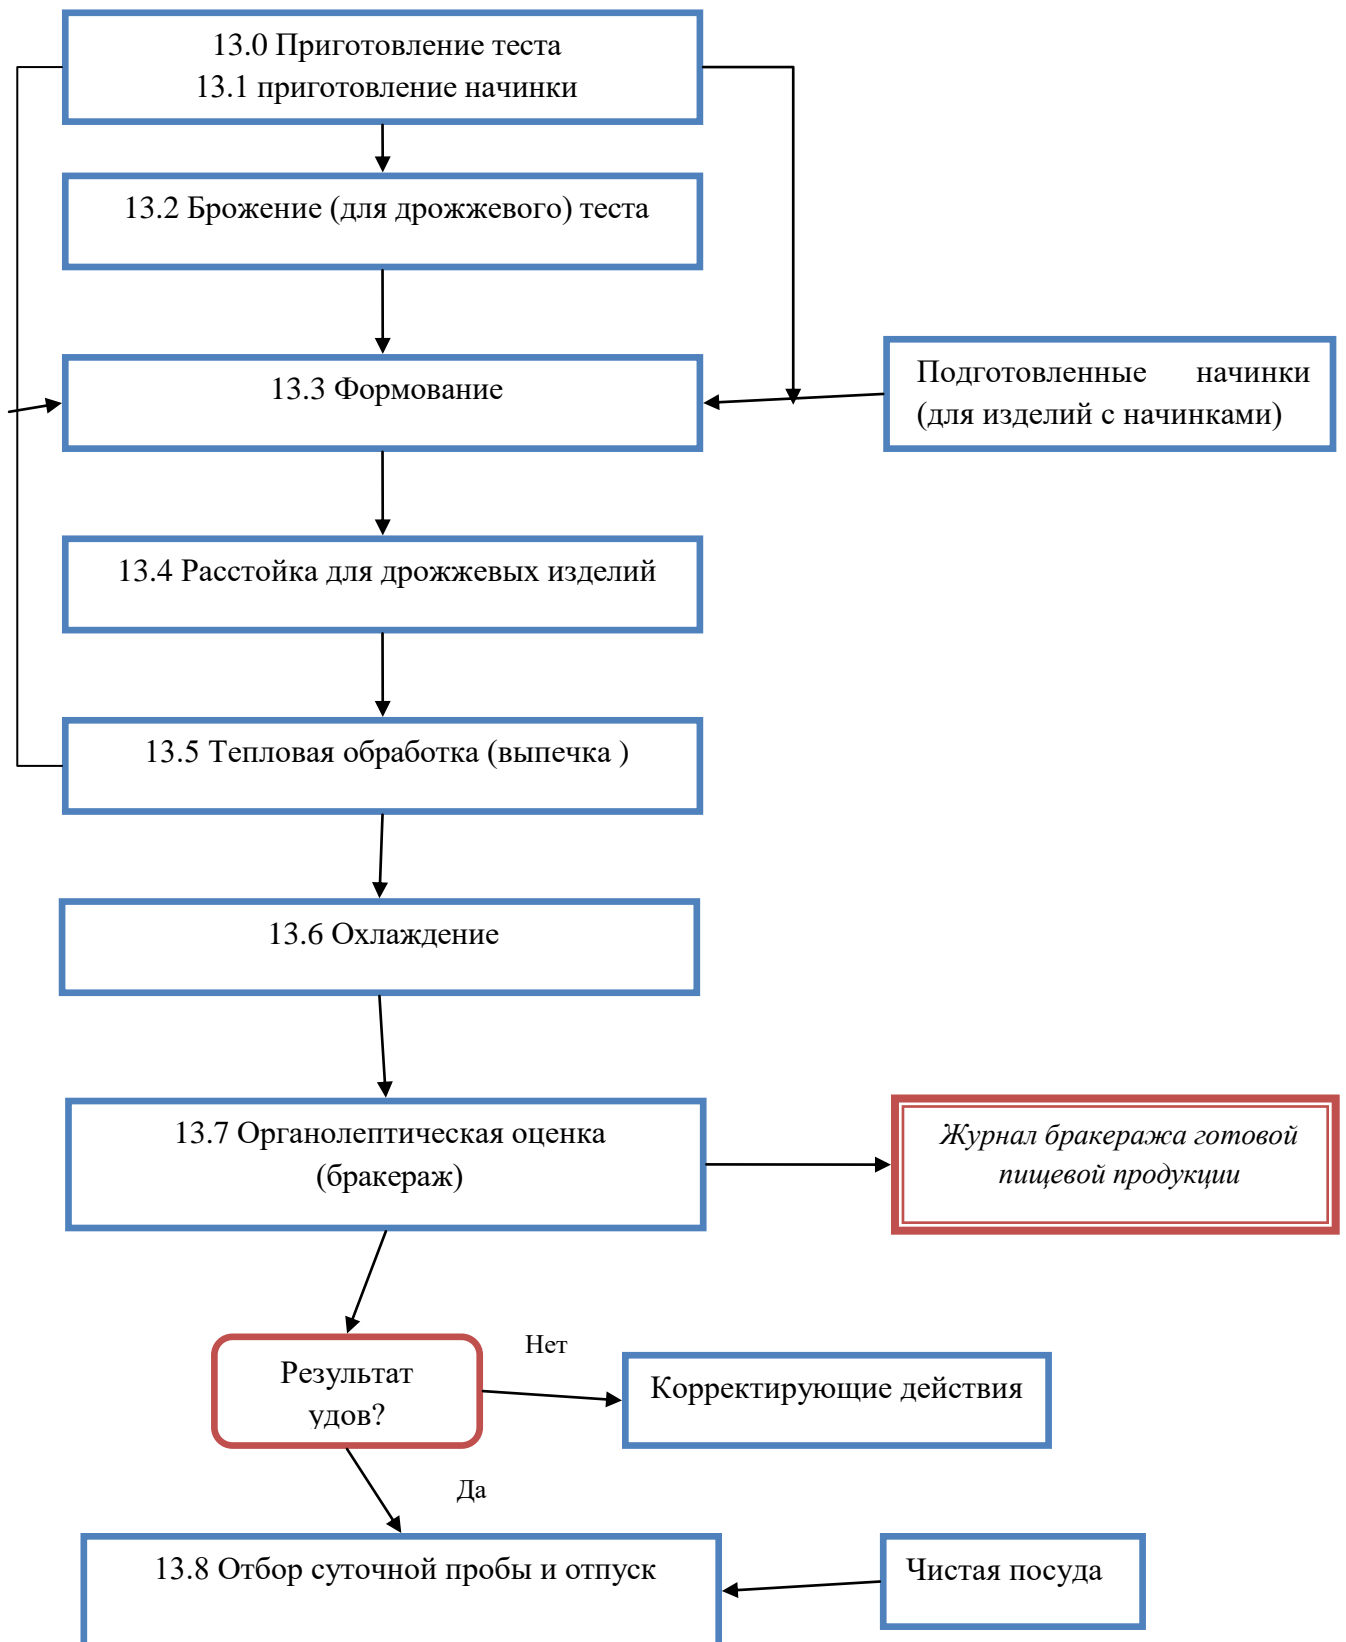 13.0 Приготовление теста
13.1 приготовление начинки
13.2 Брожение (для дрожжевого) теста
13.3 Формование
Подготовленные начинки
(для изделий с начинками)
13.4 Расстойка для дрожжевых изделий
13.5 Тепловая обработка (выпечка )
13.6 Охлаждение
13.7 Органолептическая оценка
(бракераж)
Журнал бракеража готовой
пищевой продукции
Результат
удов?
Нет
Корректирующие действия
Да
13.8 Отбор суточной пробы и отпуск
Чистая посуда